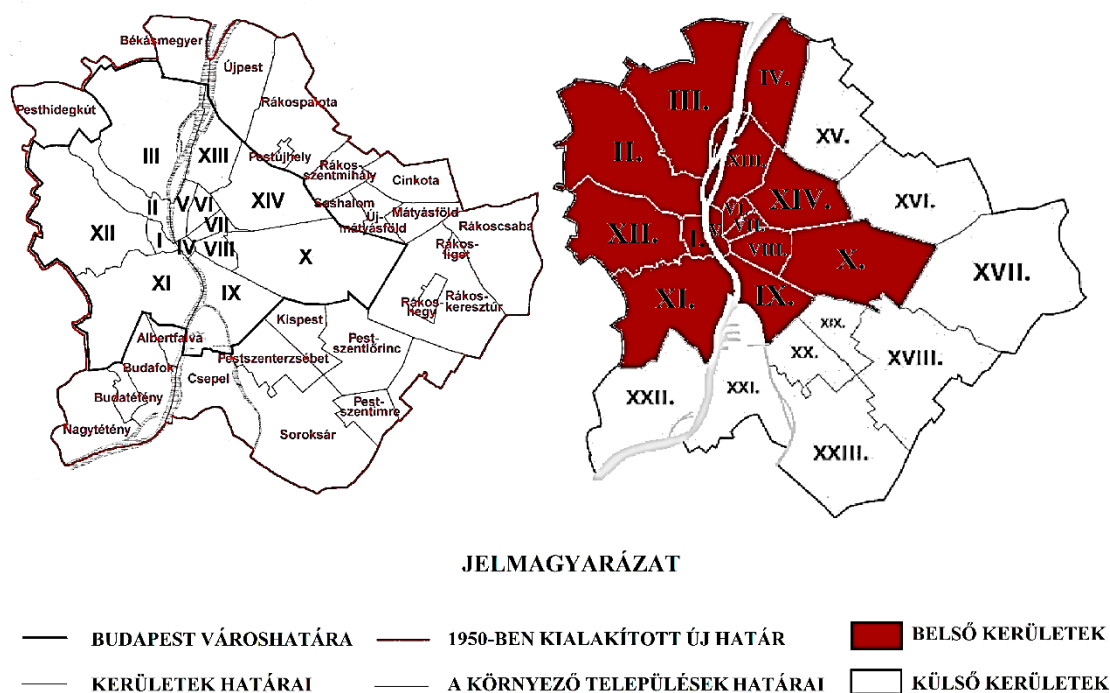 Békásmegyer
Újpest
Pesthidegkút
Rákospalota
III
XIII
Pestújhely
Rákos-
szentmihály
Cinkota
II
V
VI
XIV
Sashalom
Mátyásföld
Új-
mátyásföld
Rákoscsaba
XII
VII
I
IV
VIII
X
Rákos-
liget
XI
IX
Rákos-
hegy
Rákos-
keresztúr
Kispest
Albertfalva
Pestszenterzsébet
Pest-
szentlőrinc
Budafok
Csepel
Budatétény
Pest-
szentimre
Nagytétény
Soroksár
IV.
III.
XV.
II.
XIII.
XIV.
XVI.
VI.
VII.
XII.
I.
V.
VIII.
X.
XVII.
XI.
IX.
XIX.
XX.
XVIII.
XXII.
XXI.
XXIII.
JELMAGYARÁZAT
BUDAPEST VÁROSHATÁRA
1950-BEN KIALAKÍTOTT ÚJ HATÁR
BELSŐ KERÜLETEK
KERÜLETEK HATÁRAI
A KÖRNYEZŐ TELEPÜLÉSEK HATÁRAI
KÜLSŐ KERÜLETEK